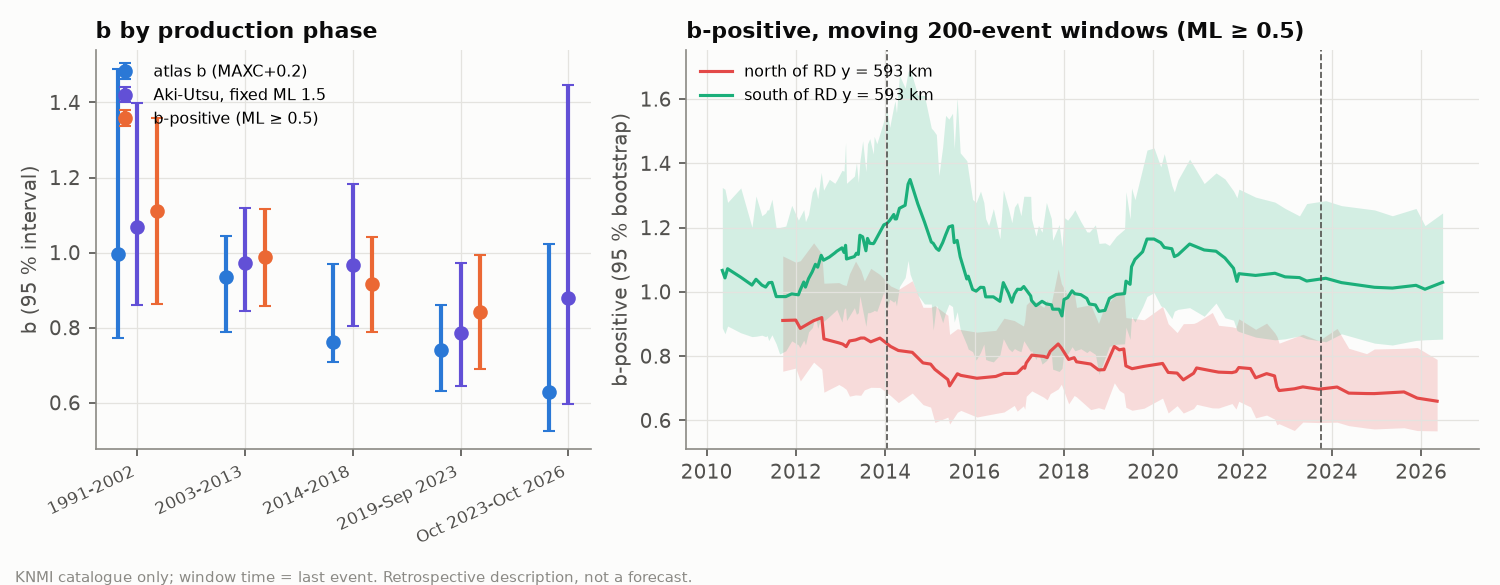 b by production phase
atlas b (MAXC+0.2)
Aki-Utsu, fixed ML 1.5
b-positive (ML ≥ 0.5)
b (95 % interval)
1.4
1.2
1.0
0.8
0.6
1991-2002
2003-2013
2014-2018
2019-Sep 2023
Oct 2023-Oct 2026
b-positive, moving 200-event windows (ML ≥ 0.5)
north of RD y = 593 km
south of RD y = 593 km
b-positive (95 % bootstrap)
1.6
1.4
1.2
1.0
0.8
0.6
2010
2012
2014
2016
2018
2020
2022
2024
2026
KNMI catalogue only; window time = last event. Retrospective description, not a forecast.